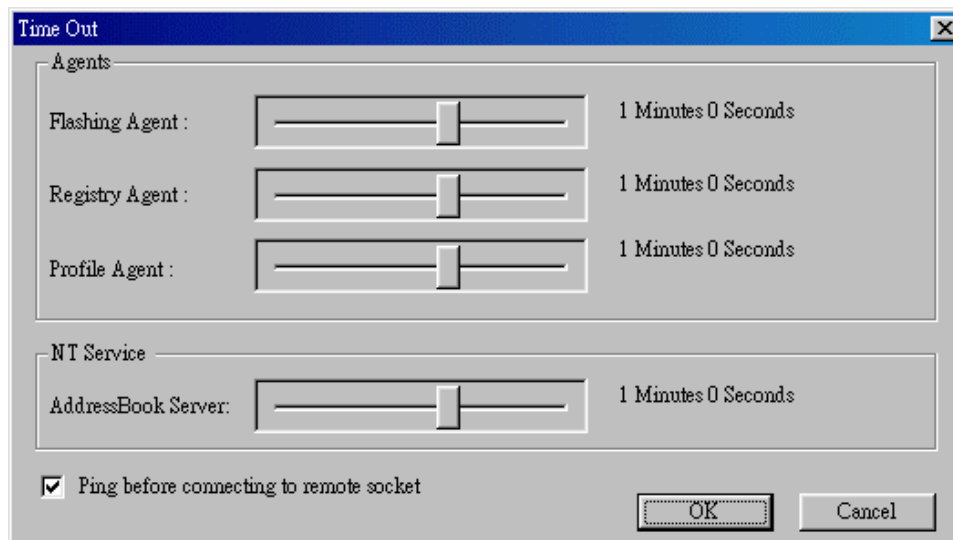 Time Out
Agents
Flashing Agent :
1 Minutes 0 Seconds
Registry Agent :
1 Minutes 0 Seconds
Profile Agent :
1 Minutes 0 Seconds
NT Service
AddressBook Server:
1 Minutes 0 Seconds
Ping before connecting to remote socket
OK
Cancel